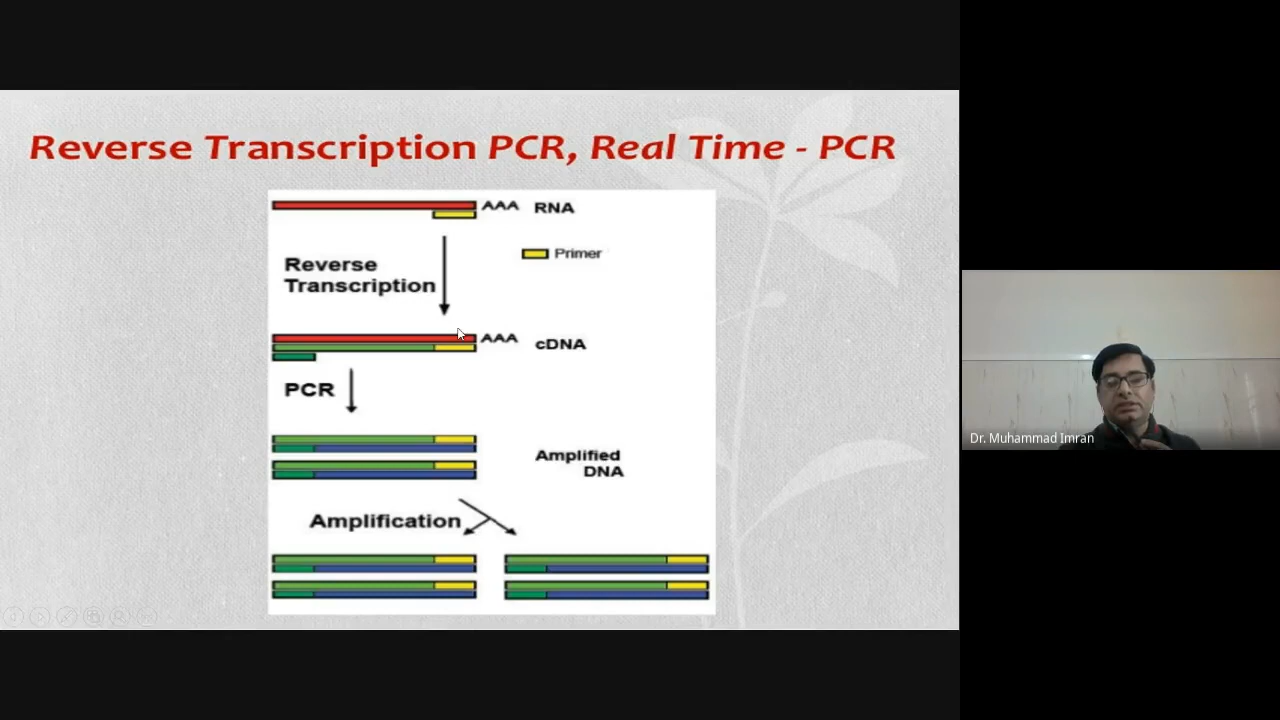 Reverse Transcription PCR, Real Time - PCR
AAA RNA
Primer
Reverse
Transcription
AAA cDNA
PCR
Amplified
DNA
Amplification
Dr. Muhammad Imran